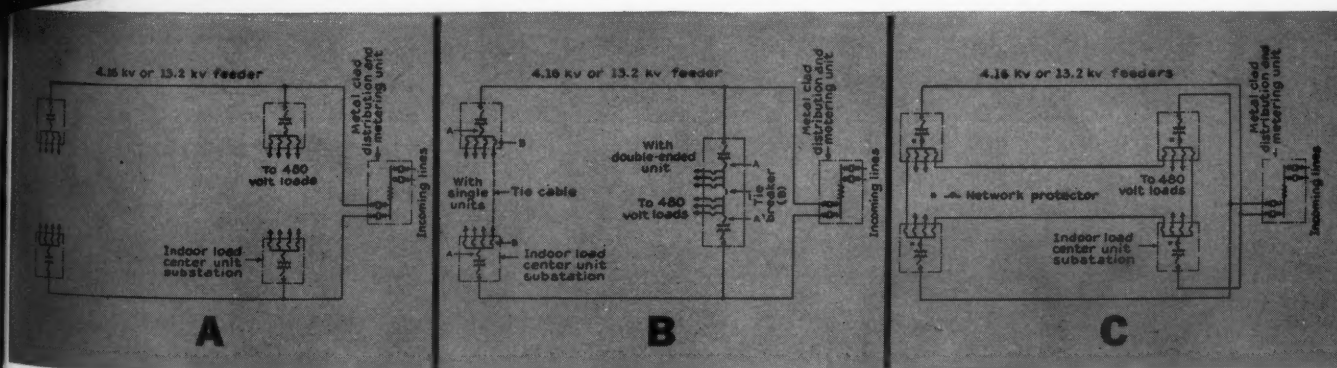 4.16 kv or 13.2 kv feeder
Metal clad
distribution and
metering unit
To 480
volt loads
Incoming lines
Indoor load
center unit
substation
A
4.16 kv or 13.2 kv feeder
Metal clad
distribution and
metering unit
A
B
With
double-ended
unit
A
With
single
units
Tie cable
To 480
volt loads
Tie
breaker
(B)
A
B
A
Indoor load
center unit
substation
Incoming lines
B
4.16 kv or 13.2 kv feeders
Metal clad
distribution and
metering unit
To 480
volt loads
Network protector
Indoor load
center unit
substation
Incoming lines
C